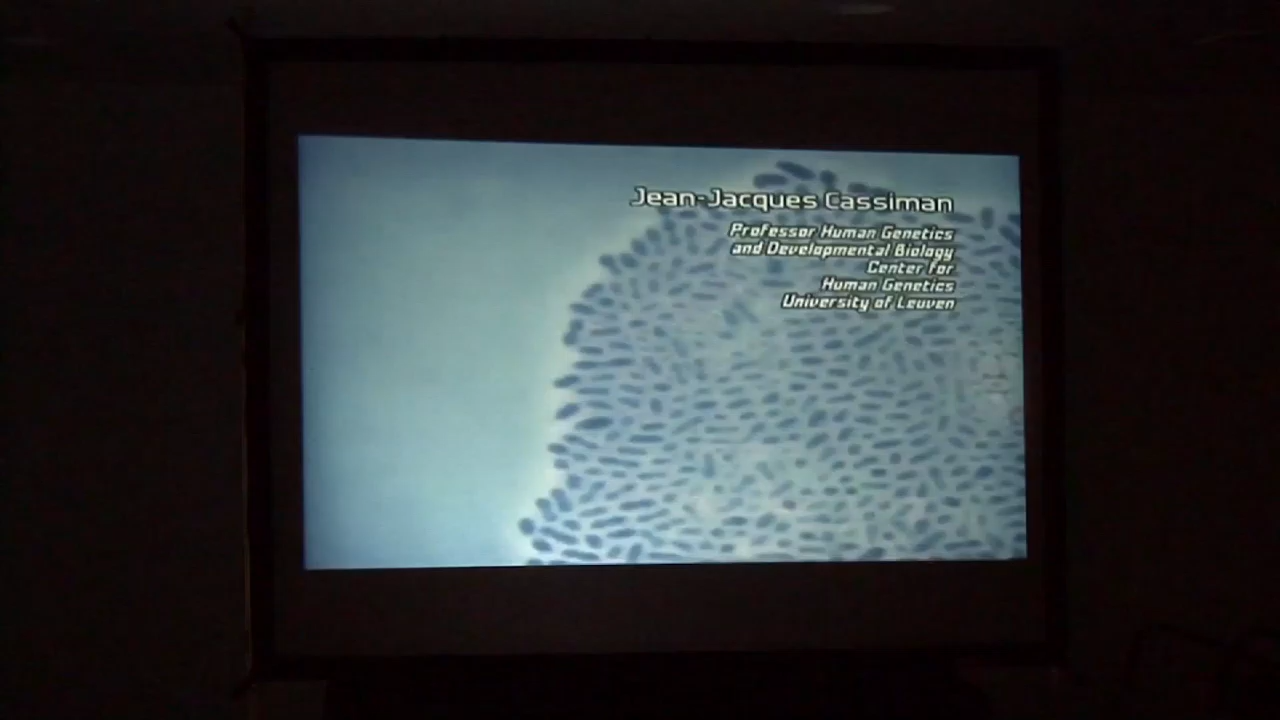 Jean-Jacques Cassiman
Professor Human Genetics
and Developmental Biology
Center for
Human Genetics
University of Leuven